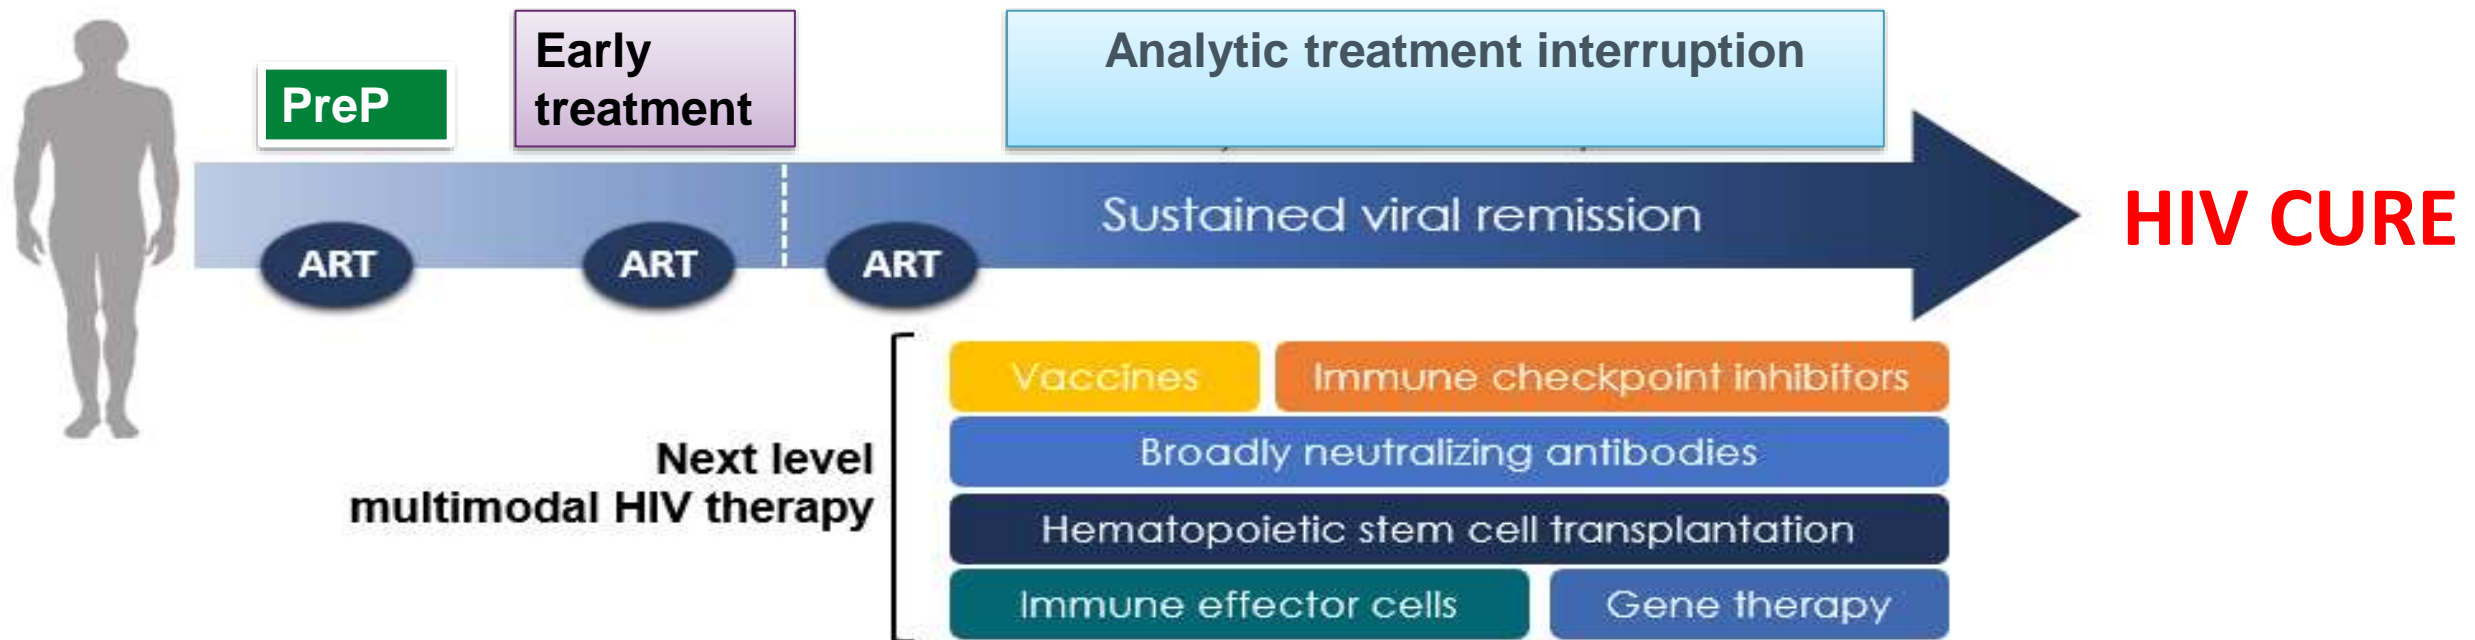 PreP
Early
treatment
Analytic treatment interruption
Sustained viral remission
HIV CURE
ART
ART
ART
Next level
multimodal HIV therapy
Vaccines
Immune checkpoint inhibitors
Broadly neutralizing antibodies
Hematopoietic stem cell transplantation
Immune effector cells
Gene therapy